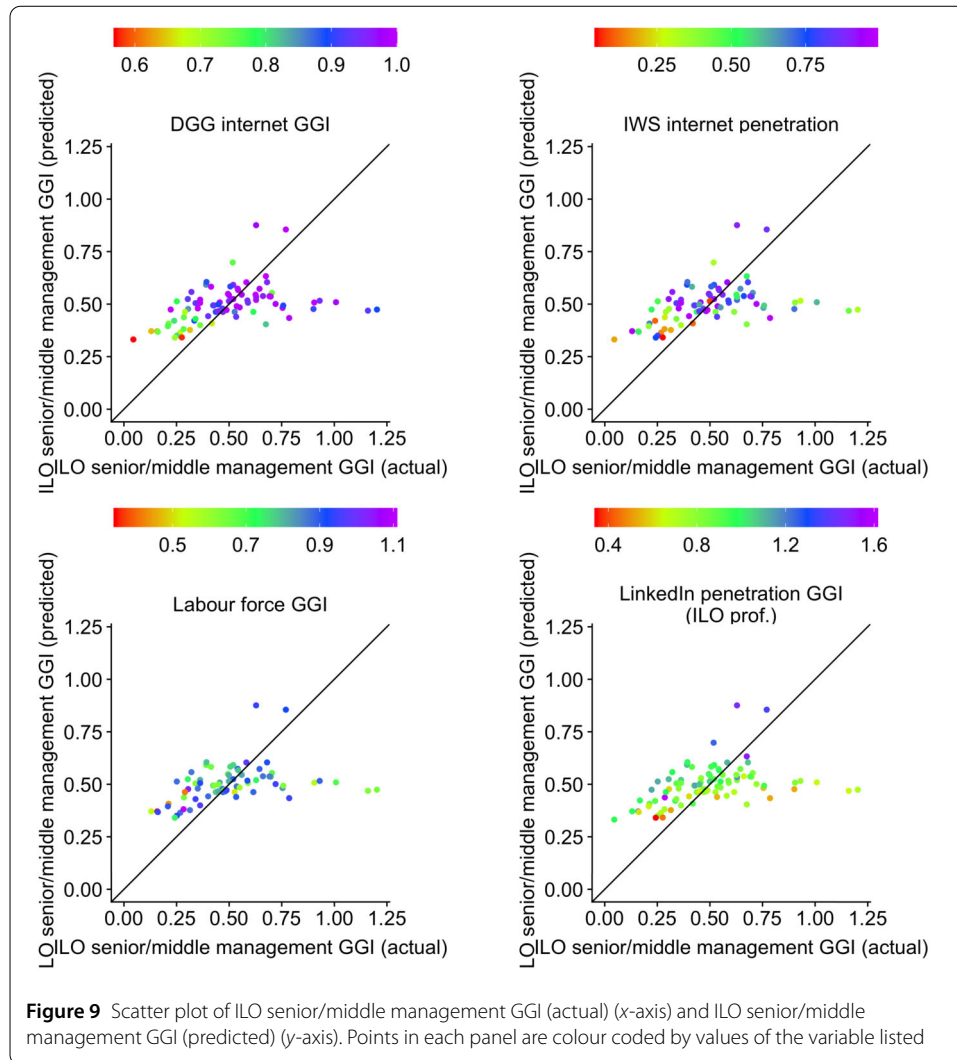 0.6 0.7 0.8 0.9 1.0
0.25 0.50 0.75
DGG internet GGI
IWS internet penetration
ILO senior/middle management GGI (predicted)
1.25
1.00
0.75
0.50
0.25
0.00
0.00 0.25 0.50 0.75 1.00 1.25
ILO senior/middle management GGI (actual)
ILO senior/middle management GGI (predicted)
1.25
1.00
0.75
0.50
0.25
0.00
0.00 0.25 0.50 0.75 1.00 1.25
ILO senior/middle management GGI (actual)
0.5 0.7 0.9 1.1
0.4 0.8 1.2 1.6
Labour force GGI
LinkedIn penetration GGI
(ILO prof.)
LO senior/middle management GGI (predicted)
1.25
1.00
0.75
0.50
0.25
0.00
0.00 0.25 0.50 0.75 1.00 1.25
ILO senior/middle management GGI (actual)
LO senior/middle management GGI (predicted)
1.25
1.00
0.75
0.50
0.25
0.00
0.00 0.25 0.50 0.75 1.00 1.25
ILO senior/middle management GGI (actual)
Figure 9 Scatter plot of ILO senior/middle management GGI (actual) (x-axis) and ILO senior/middle
management GGI (predicted) (y-axis). Points in each panel are colour coded by values of the variable listed